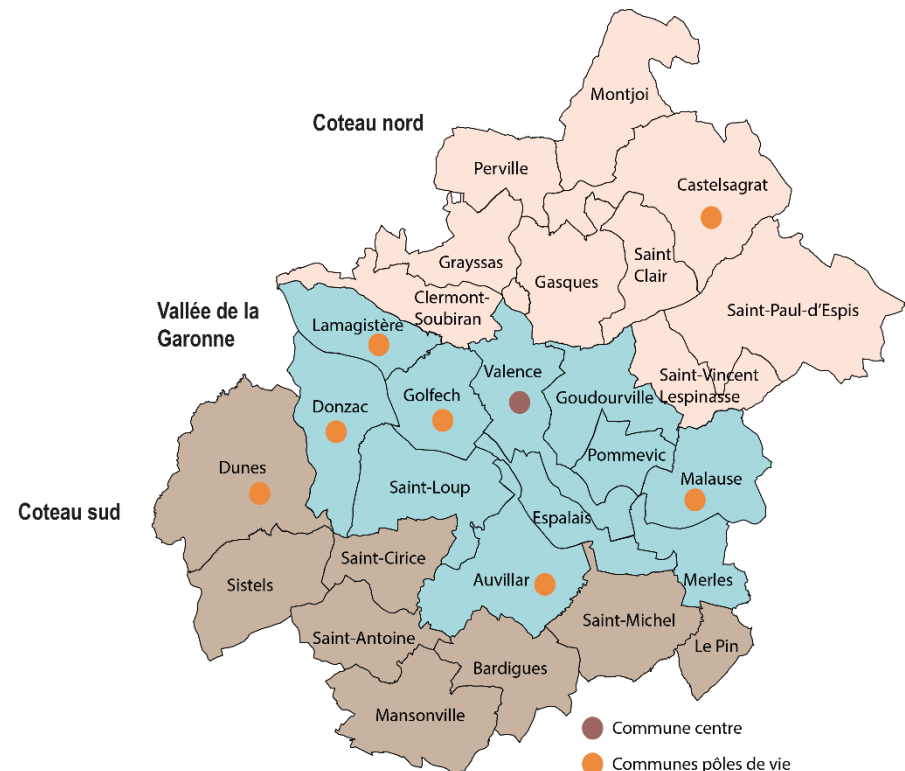 Montjoi
Coteau nord
Perville
Castelsagrat
Grayssas
Saint
Clair
Gasques
Clermont-
Soubiran
Saint-Paul-d'Espis
Vallée de la
Garonne
Lamagistère
Valence
Saint-Vincent
Lespinasse
Golfech
Goudourville
Donzac
Pommevic
Dunes
Malause
Saint-Loup
Coteau sud
Espalais
Saint-Cirice
Auvillar
Merles
Sistels
Saint-Michel
Saint-Antoine
Le Pin
Bardigues
Mansonville
Commune centre
Communes pôles de vie